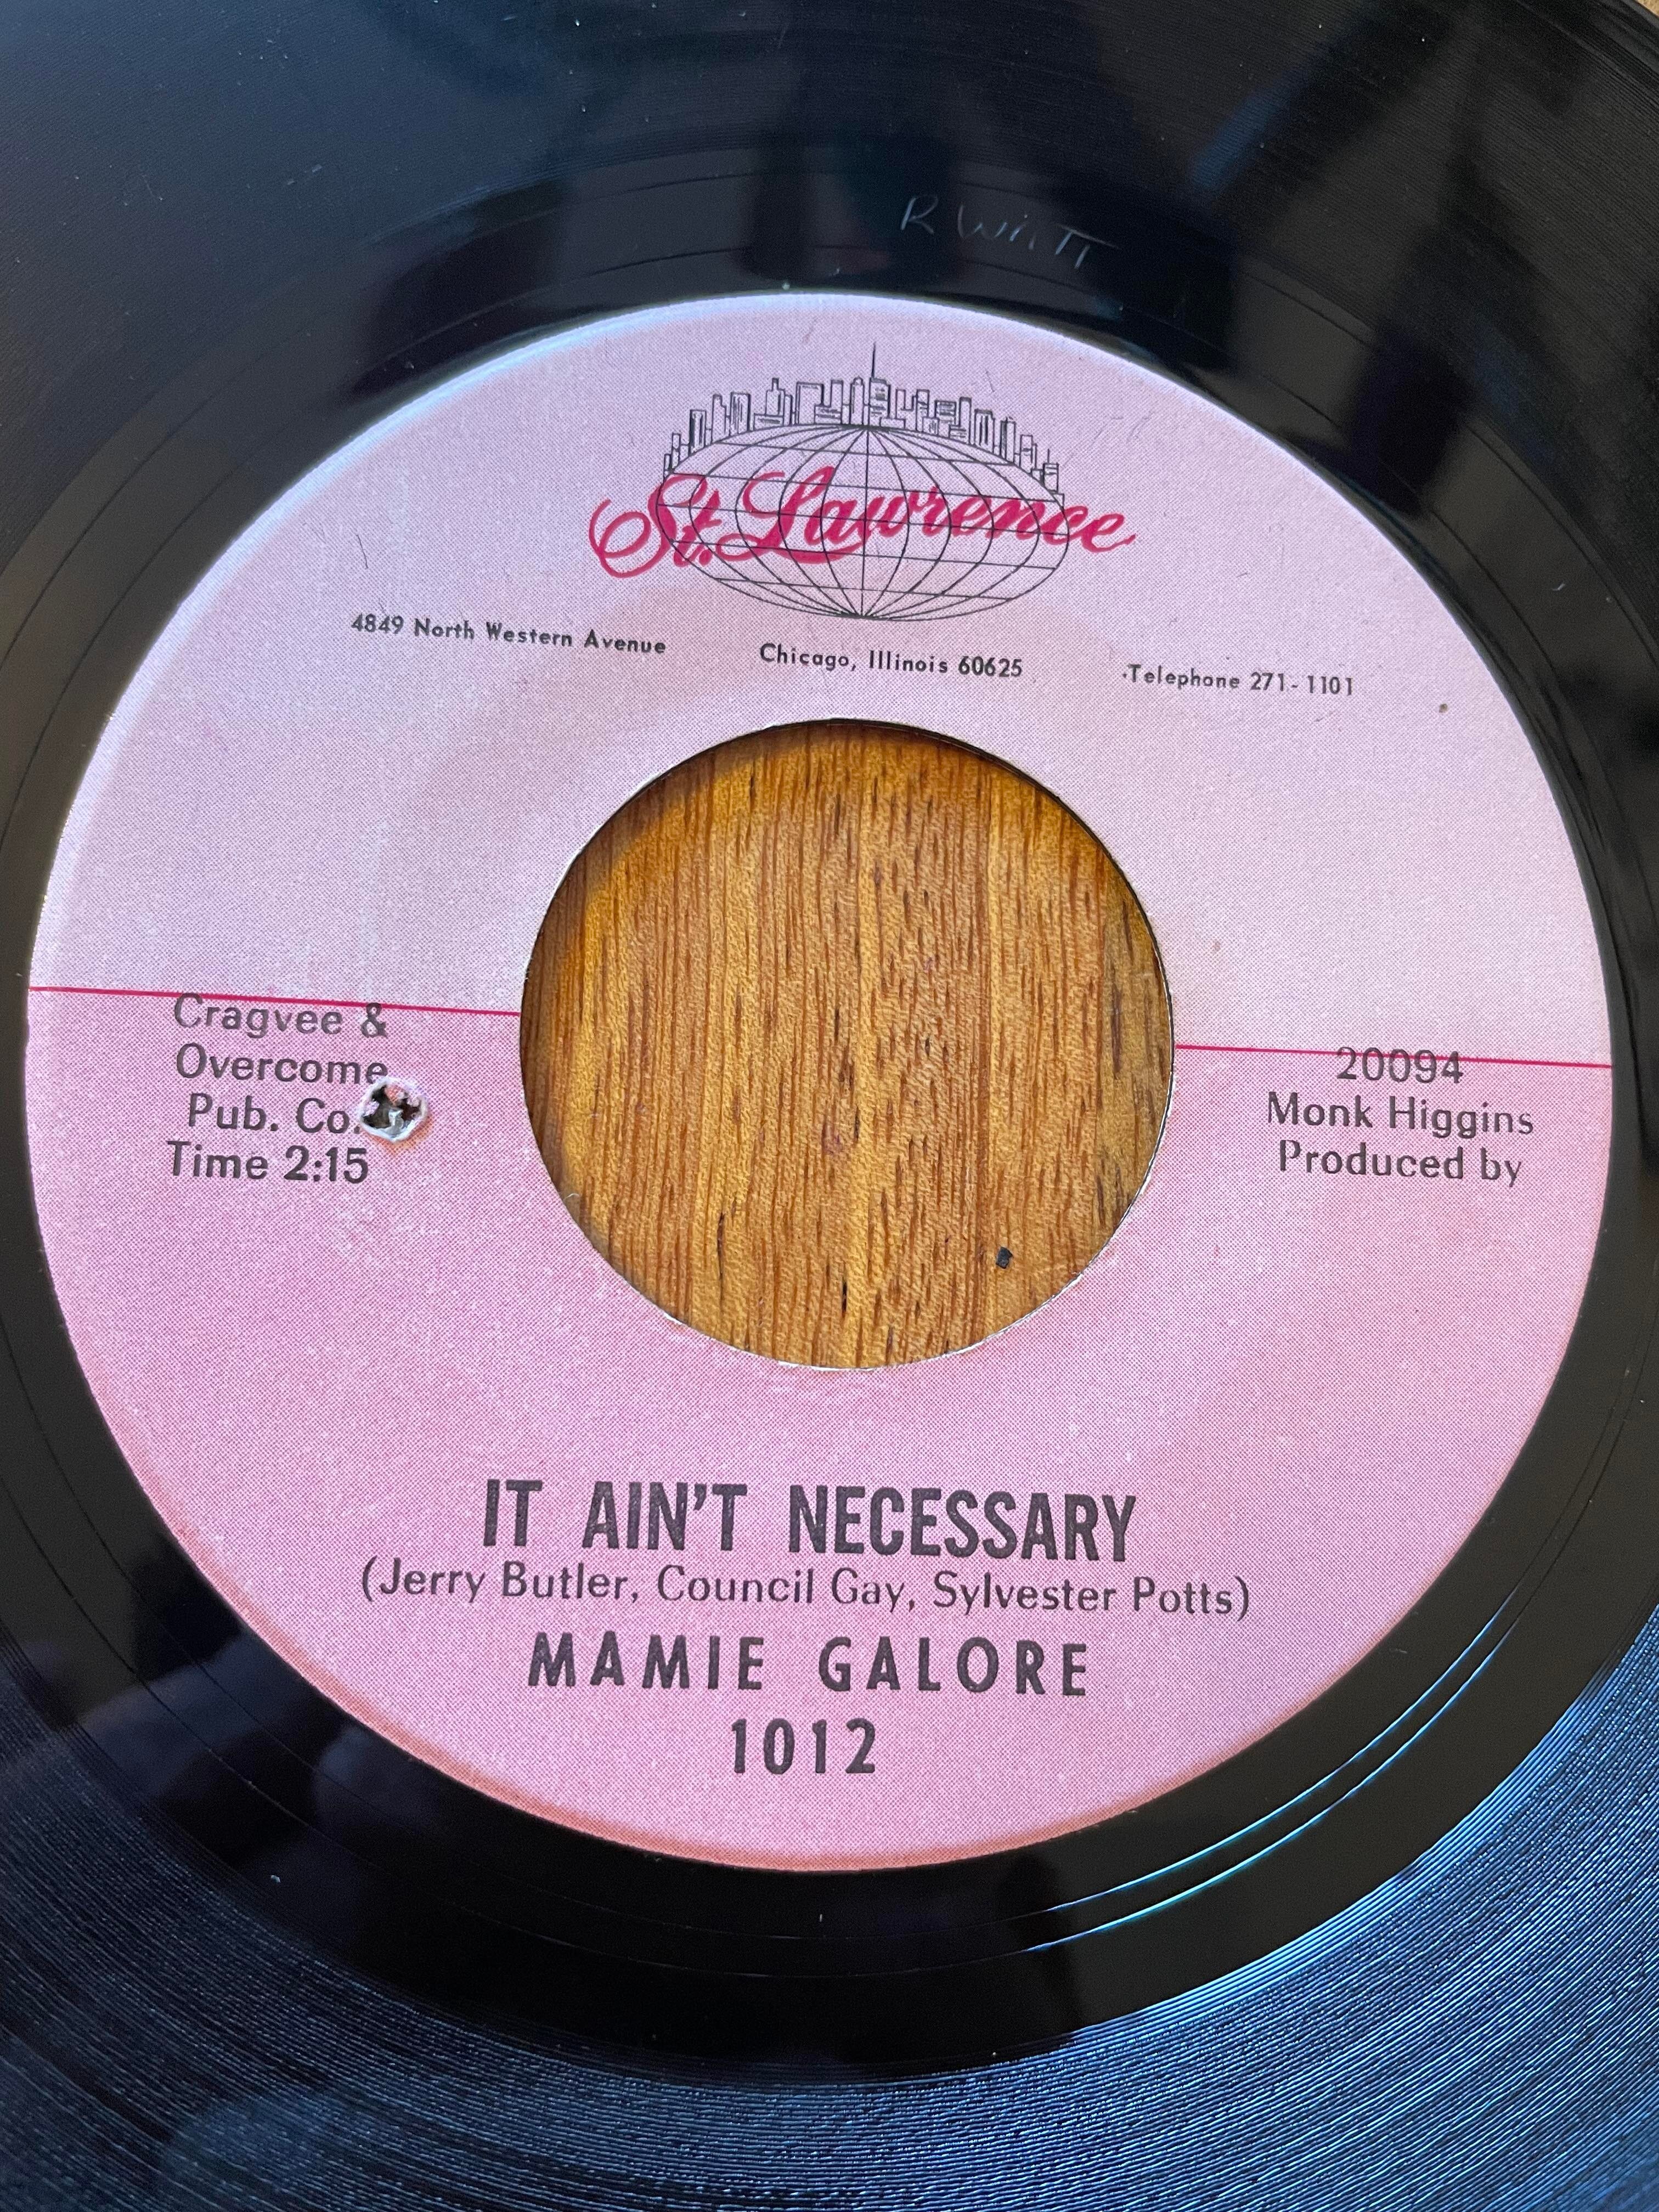 St. Lawrence
4849 North Western Avenue Chicago, Illinois 60625 Telephone 271-1101
Cragvee &
Overcome
Pub. Co.
Time 2:15
20094
Monk Higgins
Produced by
IT AIN'T NECESSARY
(Jerry Butler, Council Gay, Sylvester Potts)
MAMIE GALORE
1012